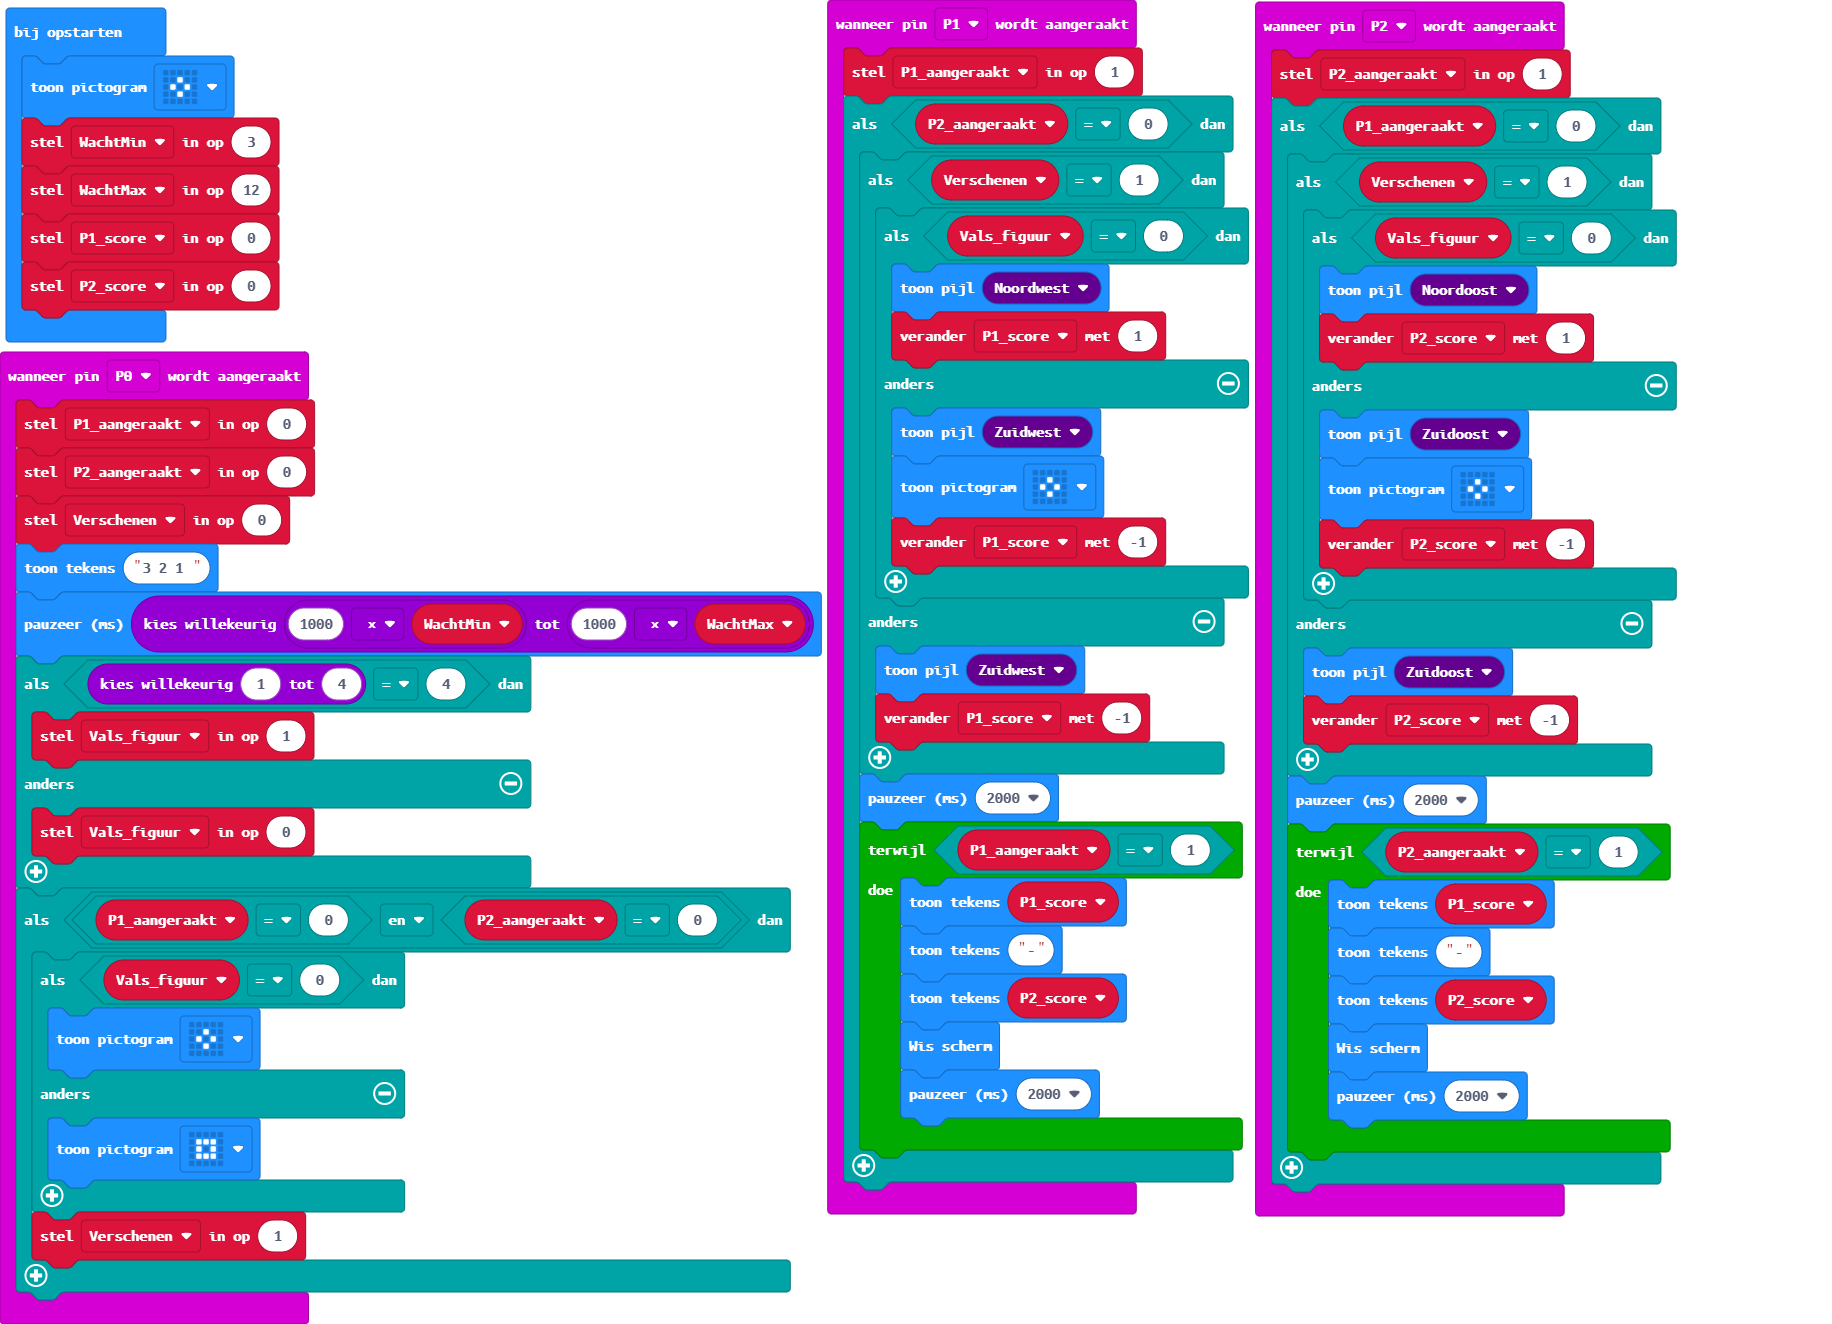 bij opstarten
toon pictogram
stel WachtMin in op 3
stel WachtMax in op 12
stel P1_score in op 0
stel P2_score in op 0
wanneer pin P0 wordt aangeraakt
stel P1_aangeraakt in op 0
stel P2_aangeraakt in op 0
stel Verschenen in op 0
toon tekens "3 2 1 "
pauzeer (ms) kies willekeurig 1000 x WachtMin tot 1000 x WachtMax
als kies willekeurig 1 tot 4 = 4 dan
stel Vals_figuur in op 1
anders
stel Vals_figuur in op 0
als P1_aangeraakt = 0 en P2_aangeraakt = 0 dan
als Vals_figuur = 0 dan
toon pictogram
anders
toon pictogram
stel Verschenen in op 1
wanneer pin P1 wordt aangeraakt
stel P1_aangeraakt in op 1
als P2_aangeraakt = 0 dan
als Verschenen = 1 dan
als Vals_figuur = 0 dan
toon pijl Noordwest
verander P1_score met 1
anders
toon pijl Zuidwest
toon pictogram
verander P1_score met -1
anders
toon pijl Zuidwest
verander P1_score met -1
pauzeer (ms) 2000
terwijl P1_aangeraakt = 1
doe
toon tekens P1_score
toon tekens "-"
toon tekens P2_score
Wis scherm
pauzeer (ms) 2000
wanneer pin P2 wordt aangeraakt
stel P2_aangeraakt in op 1
als P1_aangeraakt = 0 dan
als Verschenen = 1 dan
als Vals_figuur = 0 dan
toon pijl Noordoost
verander P2_score met 1
anders
toon pijl Zuidoost
toon pictogram
verander P2_score met -1
anders
toon pijl Zuidoost
verander P2_score met -1
pauzeer (ms) 2000
terwijl P2_aangeraakt = 1
doe
toon tekens P1_score
toon tekens "-"
toon tekens P2_score
Wis scherm
pauzeer (ms) 2000